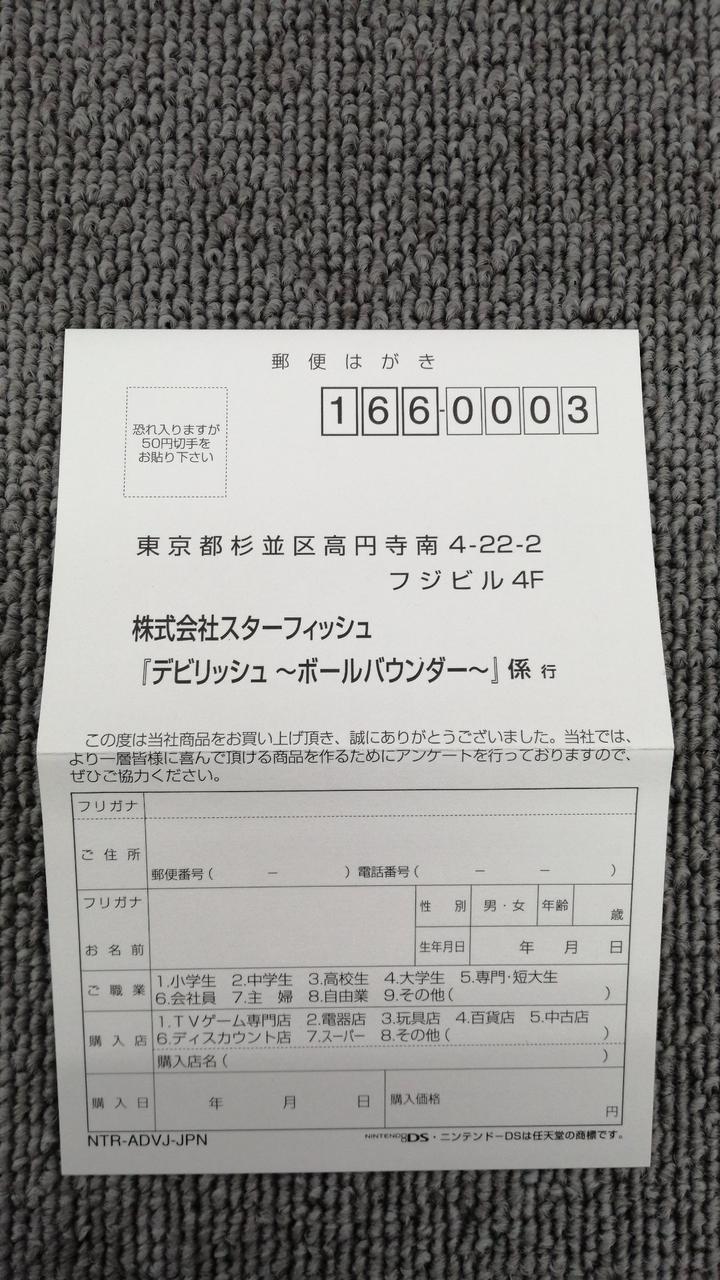 郵便はがき
恐れ入りますが
50円切手を
お貼り下さい
166-0003
東京都杉並区高円寺南4-22-2
フジビル4F
株式会社スターフィッシュ
『デビリッシュ ～ボールバウンダー～』係 行
この度は当社商品をお買い上げ頂き、誠にありがとうございました。当社では、
より一層皆様に喜んで頂ける商品を作るためにアンケートを行っておりますので、
ぜひご協力ください。
フリガナ
ご住所
郵便番号( － ) 電話番号( － － )
フリガナ
お名前
性別 男・女 年齢 歳
生年月日 年 月 日
ご職業
1.小学生 2.中学生 3.高校生 4.大学生 5.専門・短大生
6.会社員 7.主婦 8.自由業 9.その他( )
購入店
1.TVゲーム専門店 2.電器店 3.玩具店 4.百貨店 5.中古店
6.ディスカウント店 7.スーパー 8.その他( )
購入店名( )
購入日 年 月 日 購入価格 円
NTR-ADVJ-JPN
NINTENDO DS・ニンテンドーDSは任天堂の商標です。